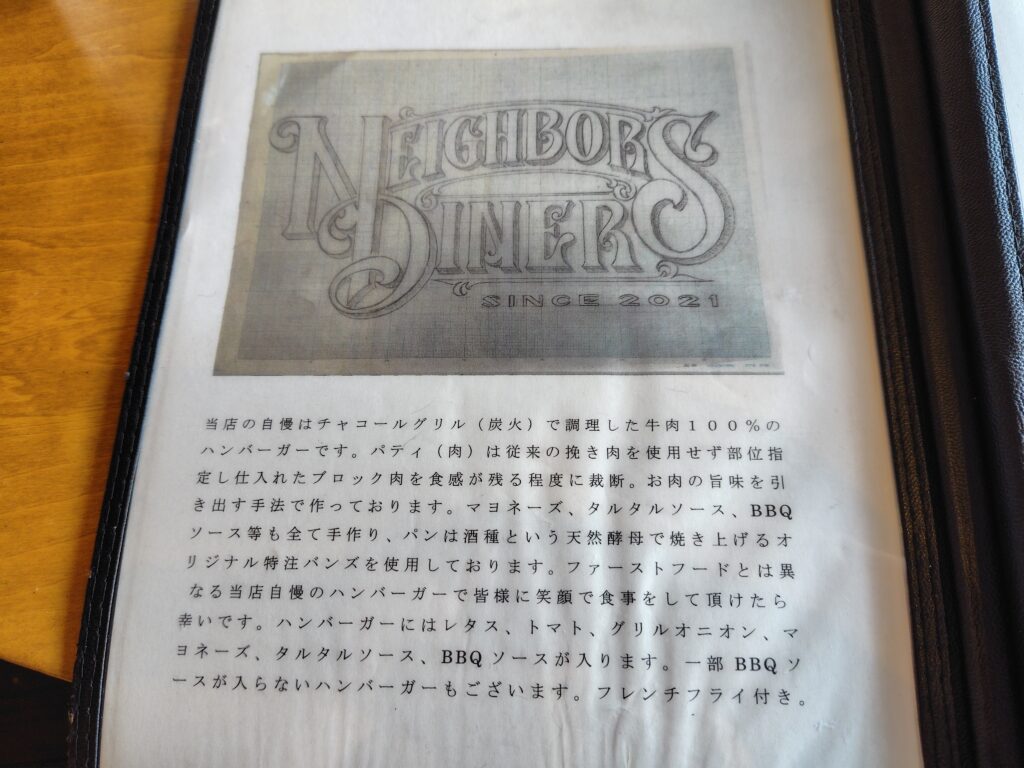 NEIGHBOR'S
DINER
SINCE 2021
当店の自慢はチャコールグリル（炭火）で調理した牛肉１００％の
ハンバーガーです。パティ（肉）は従来の挽き肉を使用せず部位指
定し仕入れたブロック肉を食感が残る程度に裁断。お肉の旨味を引
き出す手法で作っております。マヨネーズ、タルタルソース、BBQ
ソース等も全て手作り、パンは酒種という天然酵母で焼き上げるオ
リジナル特注バンズを使用しております。ファーストフードとは異
なる当店自慢のハンバーガーで皆様に笑顔で食事をして頂けたら
幸いです。ハンバーガーにはレタス、トマト、グリルオニオン、マ
ヨネーズ、タルタルソース、BBQ ソースが入ります。一部 BBQ ソ
ースが入らないハンバーガーもございます。フレンチフライ付き。